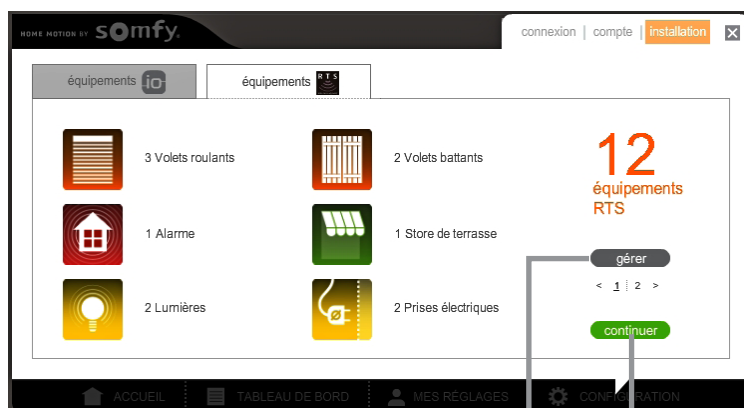 HOME MOTION BY somfy.
connexion | compte | installation
équipements io
équipements RTS
3 Volets roulants
2 Volets battants
12
équipements
RTS
1 Alarme
1 Store de terrasse
gérer
< 1 2 >
2 Lumières
2 Prises électriques
continuer
ACCUEIL
TABLEAU DE BORD
MES RÉGLAGES
CONFIGURATION